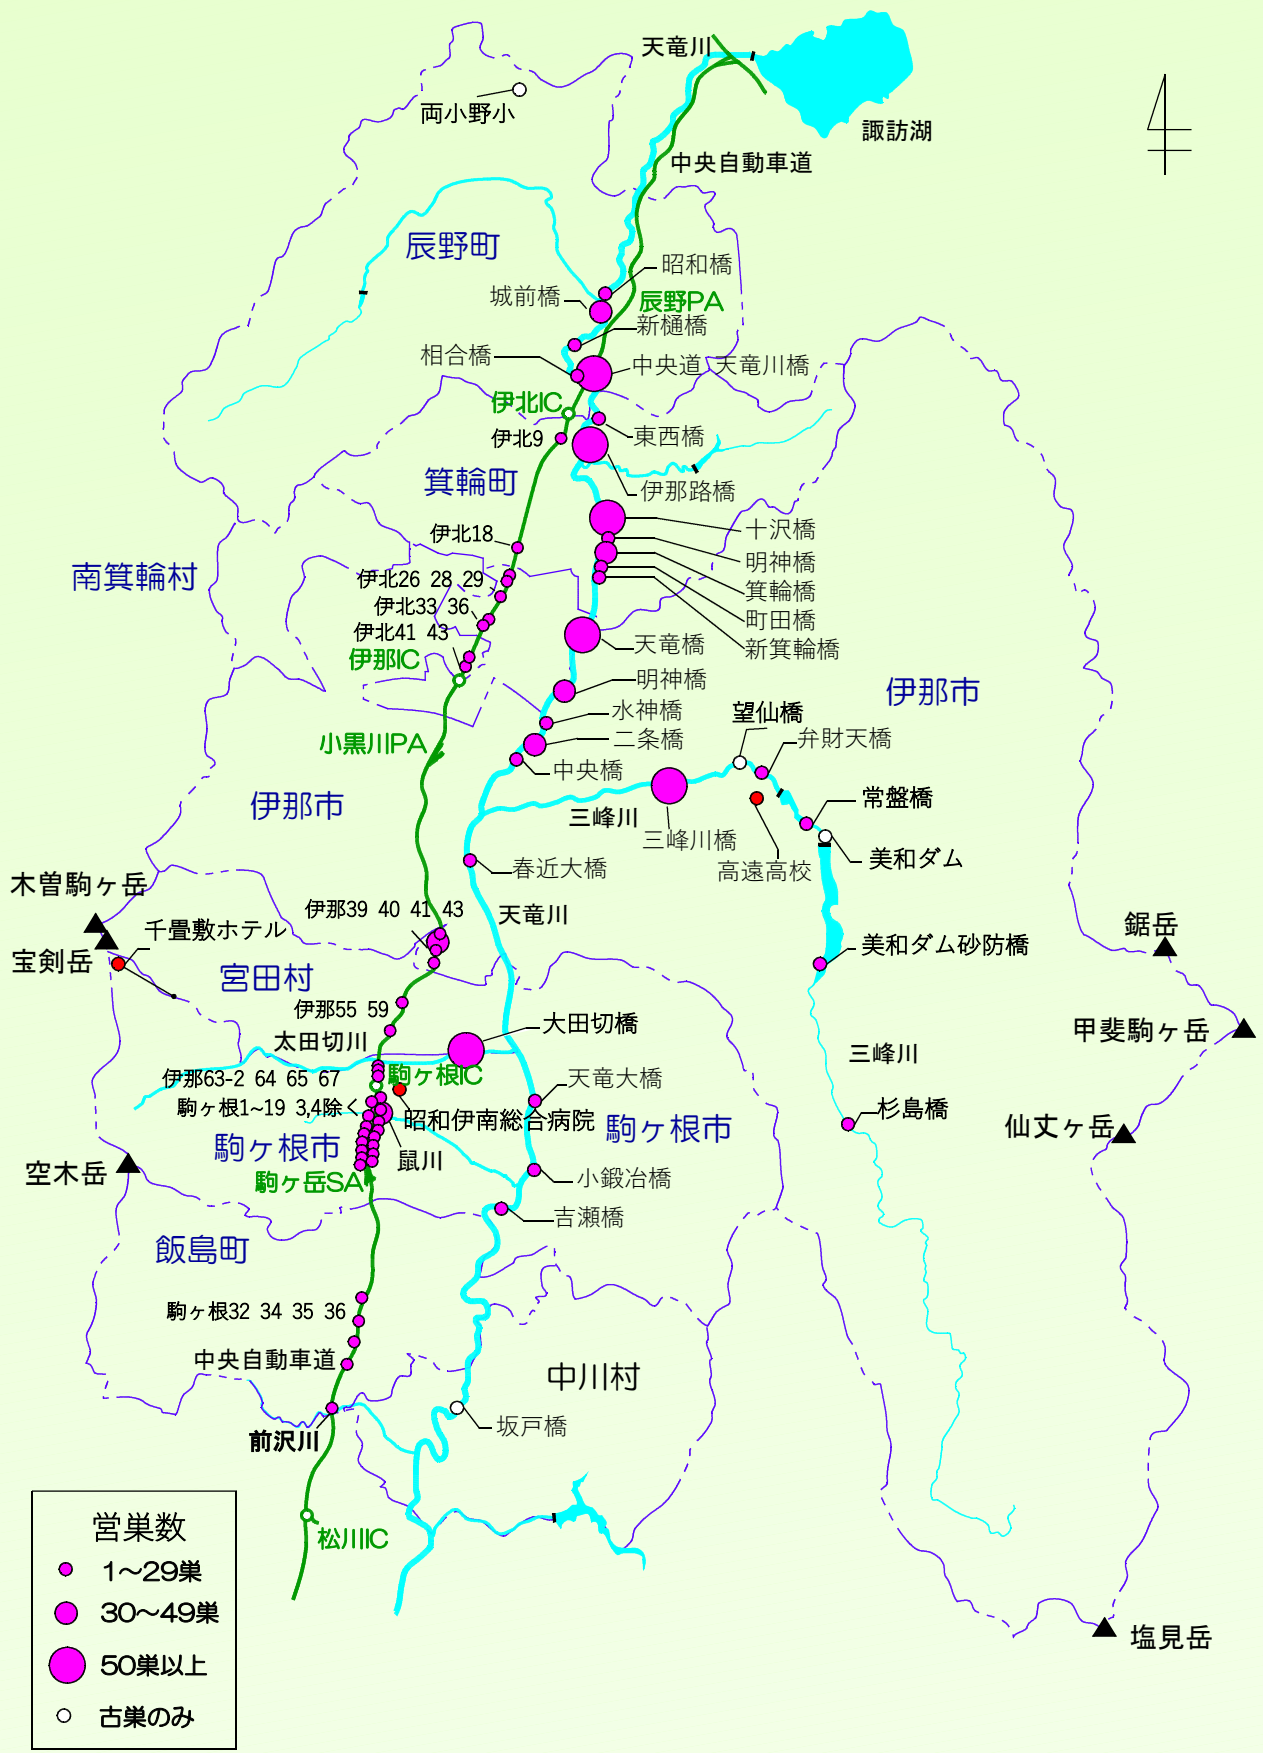 天竜川
両小野小
諏訪湖
中央自動車道
辰野町
昭和橋
城前橋
辰野PA
新樋橋
相合橋
中央道 天竜川橋
伊北IC
伊北9
東西橋
箕輪町
伊那路橋
十沢橋
伊北18
明神橋
南箕輪村
伊北26 28 29
箕輪橋
伊北33 36
町田橋
伊北41 43
天竜橋
新箕輪橋
伊那IC
明神橋
伊那市
水神橋
望仙橋
小黒川PA
二条橋
弁財天橋
中央橋
伊那市
常盤橋
三峰川
三峰川橋
美和ダム
春近大橋
高遠高校
木曽駒ヶ岳
伊那39 40 41 43
天竜川
千畳敷ホテル
鋸岳
美和ダム砂防橋
宝剣岳
宮田村
伊那55 59
大田切橋
甲斐駒ヶ岳
太田切川
三峰川
伊那63-2 64 65 67
駒ヶ根IC
天竜大橋
駒ヶ根1~19 3,4除く
昭和伊南総合病院
杉島橋
駒ヶ根市
駒ヶ根市
仙丈ヶ岳
鼠川
空木岳
駒ヶ岳SA
小鍛冶橋
吉瀬橋
飯島町
駒ヶ根32 34 35 36
中央自動車道
中川村
前沢川
坂戸橋
松川IC
塩見岳
営巣数
1～29巣
30～49巣
50巣以上
古巣のみ